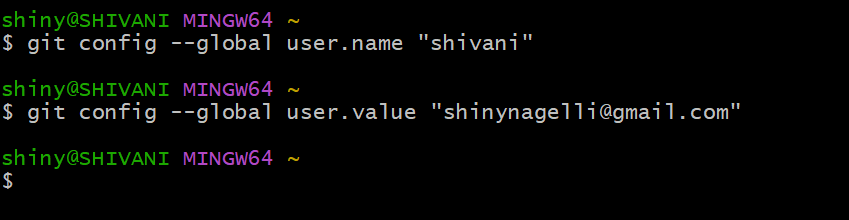 shiny@SHIVANI MINGW64 ~
$ git config --global user.name "shivani"
shiny@SHIVANI MINGW64 ~
$ git config --global user.value "shinynagelli@gmail.com"
shiny@SHIVANI MINGW64 ~
$